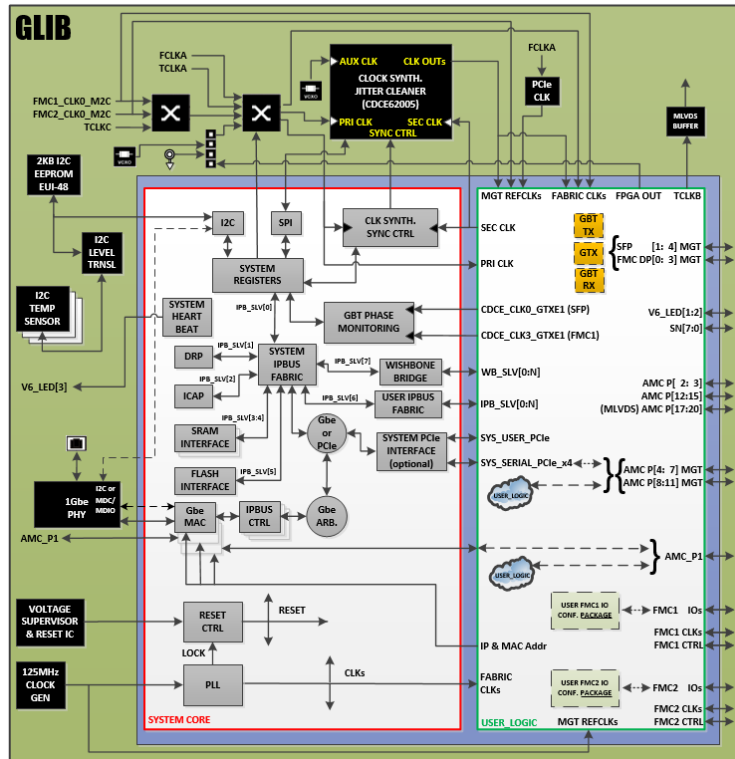 GLIB
FCLKA
TCLKA
FMC1_CLK0_M2C
FMC2_CLK0_M2C
TCLKC
VCXO
AUX CLK
CLK OUTs
CLOCK SYNTH.
JITTER CLEANER
(CDCE62005)
PRI CLK
SEC CLK
SYNC CTRL
FCLKA
PCIe
CLK
MLVDS
BUFFER
VCXO
2KB I2C
EEPROM
EUI-48
I2C
LEVEL
TRNSL
I2C
TEMP
SENSOR
V6_LED[3]
I2C or
MDC/
MDIO
1Gbe
PHY
AMC_P1
VOLTAGE
SUPERVISOR
& RESET IC
125MHz
CLOCK
GEN
I2C
SPI
CLK SYNTH.
SYNC CTRL
SYSTEM
REGISTERS
SYSTEM
HEART
BEAT
IPB_SLV[0]
GBT PHASE
MONITORING
DRP
IPB_SLV[1]
SYSTEM
IPBUS
FABRIC
IPB_SLV[7]
WISHBONE
BRIDGE
ICAP
IPB_SLV[2]
IPB_SLV[6]
USER IPBUS
FABRIC
IPB_SLV[3:4]
SRAM
INTERFACE
Gbe
or
PCIe
SYSTEM PCIe
INTERFACE
(optional)
IPB_SLV[5]
FLASH
INTERFACE
Gbe
MAC
IPBUS
CTRL
Gbe
ARB.
RESET
CTRL
RESET
LOCK
PLL
CLKs
SYSTEM CORE
MGT REFCLKs
FABRIC CLKs
FPGA OUT
TCLKB
SEC CLK
GBT
TX
GTX
GBT
RX
SFP [1: 4] MGT
FMC DP[0: 3] MGT
PRI CLK
CDCE_CLK0_GTXE1 (SFP)
V6_LED[1:2]
SN[7:0]
CDCE_CLK3_GTXE1 (FMC1)
WB_SLV[0:N]
AMC P[ 2: 3]
AMC P[12:15]
(MLVDS) AMC P[17:20]
IPB_SLV[0:N]
SYS_USER_PCIe
SYS_SERIAL_PCIe_x4
AMC P[4: 7] MGT
AMC P[8:11] MGT
USER_LOGIC
AMC_P1
USER_LOGIC
USER FMC1 IO
CONF. PACKAGE
FMC1 IOs
FMC1 CLKs
FMC1 CTRL
IP & MAC Addr
FABRIC
CLKs
USER FMC2 IO
CONF. PACKAGE
FMC2 IOs
FMC2 CLKs
FMC2 CTRL
MGT REFCLKs
USER_LOGIC